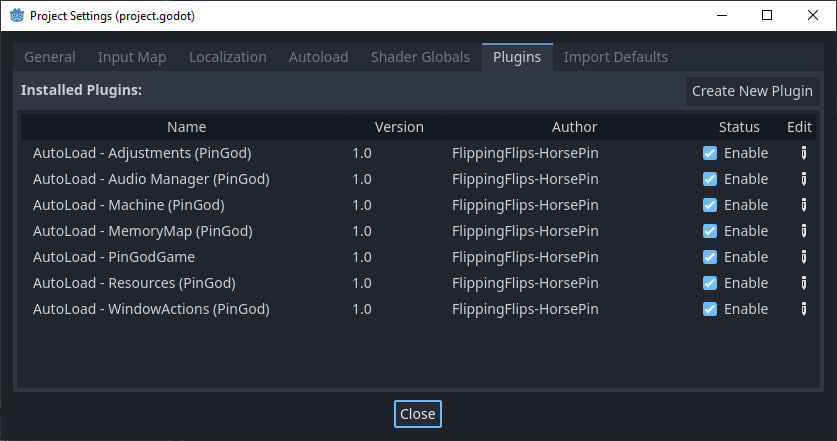 Project Settings (project.godot)
General Input Map Localization Autoload Shader Globals Plugins Import Defaults
Installed Plugins: Create New Plugin
Name Version Author Status Edit
AutoLoad - Adjustments (PinGod) 1.0 FlippingFlips-HorsePin Enable
AutoLoad - Audio Manager (PinGod) 1.0 FlippingFlips-HorsePin Enable
AutoLoad - Machine (PinGod) 1.0 FlippingFlips-HorsePin Enable
AutoLoad - MemoryMap (PinGod) 1.0 FlippingFlips-HorsePin Enable
AutoLoad - PinGodGame 1.0 FlippingFlips-HorsePin Enable
AutoLoad - Resources (PinGod) 1.0 FlippingFlips-HorsePin Enable
AutoLoad - WindowActions (PinGod) 1.0 FlippingFlips-HorsePin Enable
Close